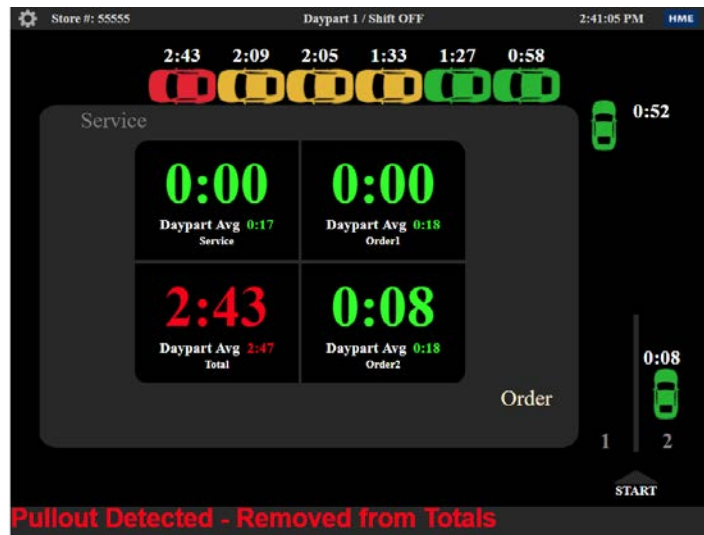 Store #: 55555 Daypart 1 / Shift OFF 2:41:05 PM HME
2:43 2:09 2:05 1:33 1:27 0:58
0:52
Service
0:00 0:00
Daypart Avg 0:17 Daypart Avg 0:18
Service Order1
2:43 0:08
Daypart Avg 2:47 Daypart Avg 0:18
Total Order2
0:08
Order
1 2
START
Pullout Detected - Removed from Totals